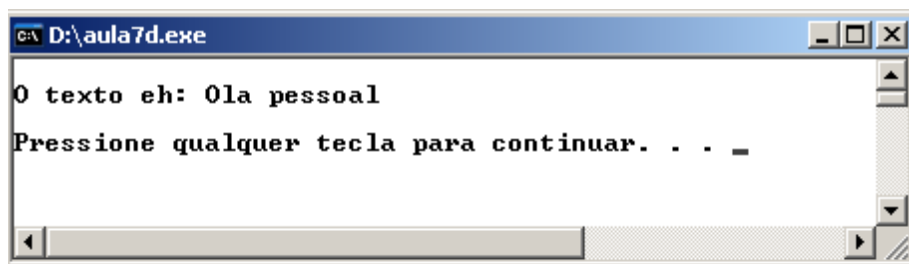 D:\aula7d.exe
O texto eh: Ola pessoal
Pressione qualquer tecla para continuar. . . _